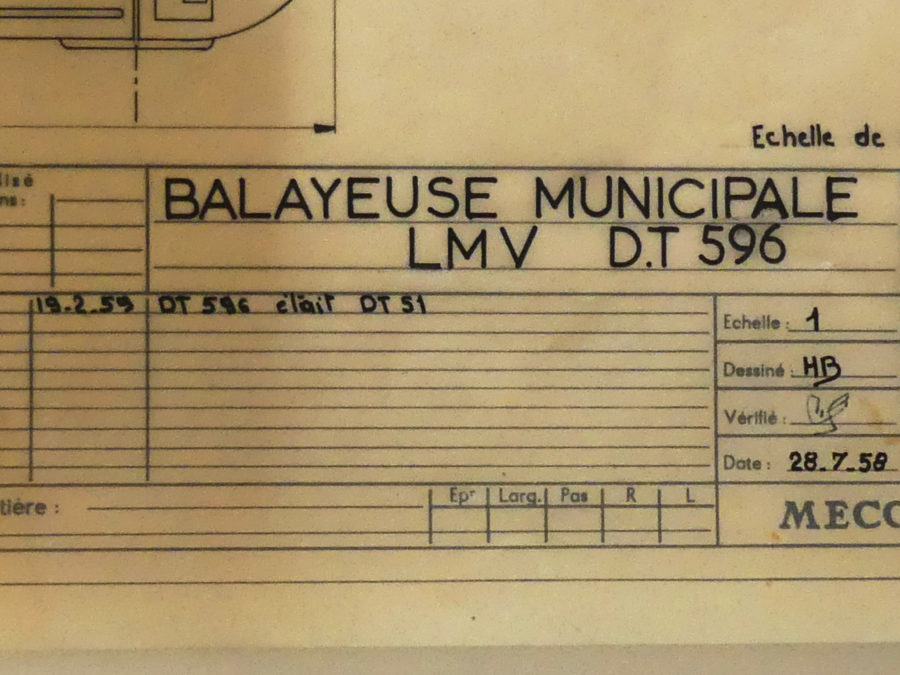 Echelle de
BALAYEUSE MUNICIPALE
LMV D.T 596
19-2-59 DT 596 était DT 51
Echelle : 1
Dessiné : HB
Vérifié :
Date : 28-7-58
tière :
Epr Larg. Pas R L
MECC